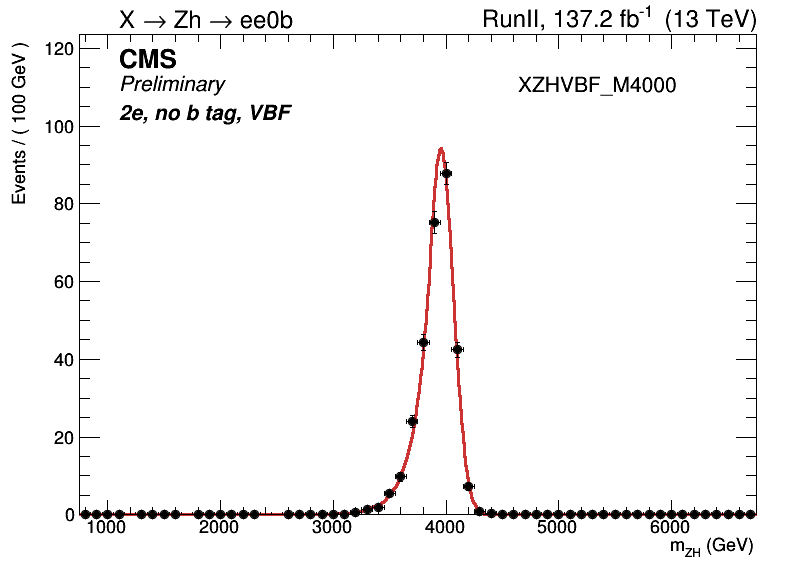 X → Zh → ee0b RunII, 137.2 fb⁻¹ (13 TeV)
CMS
Preliminary
2e, no b tag, VBF
XZHVBF_M4000
Events / ( 100 GeV )
120
100
80
60
40
20
0
1000 2000 3000 4000 5000 6000
m_ZH (GeV)